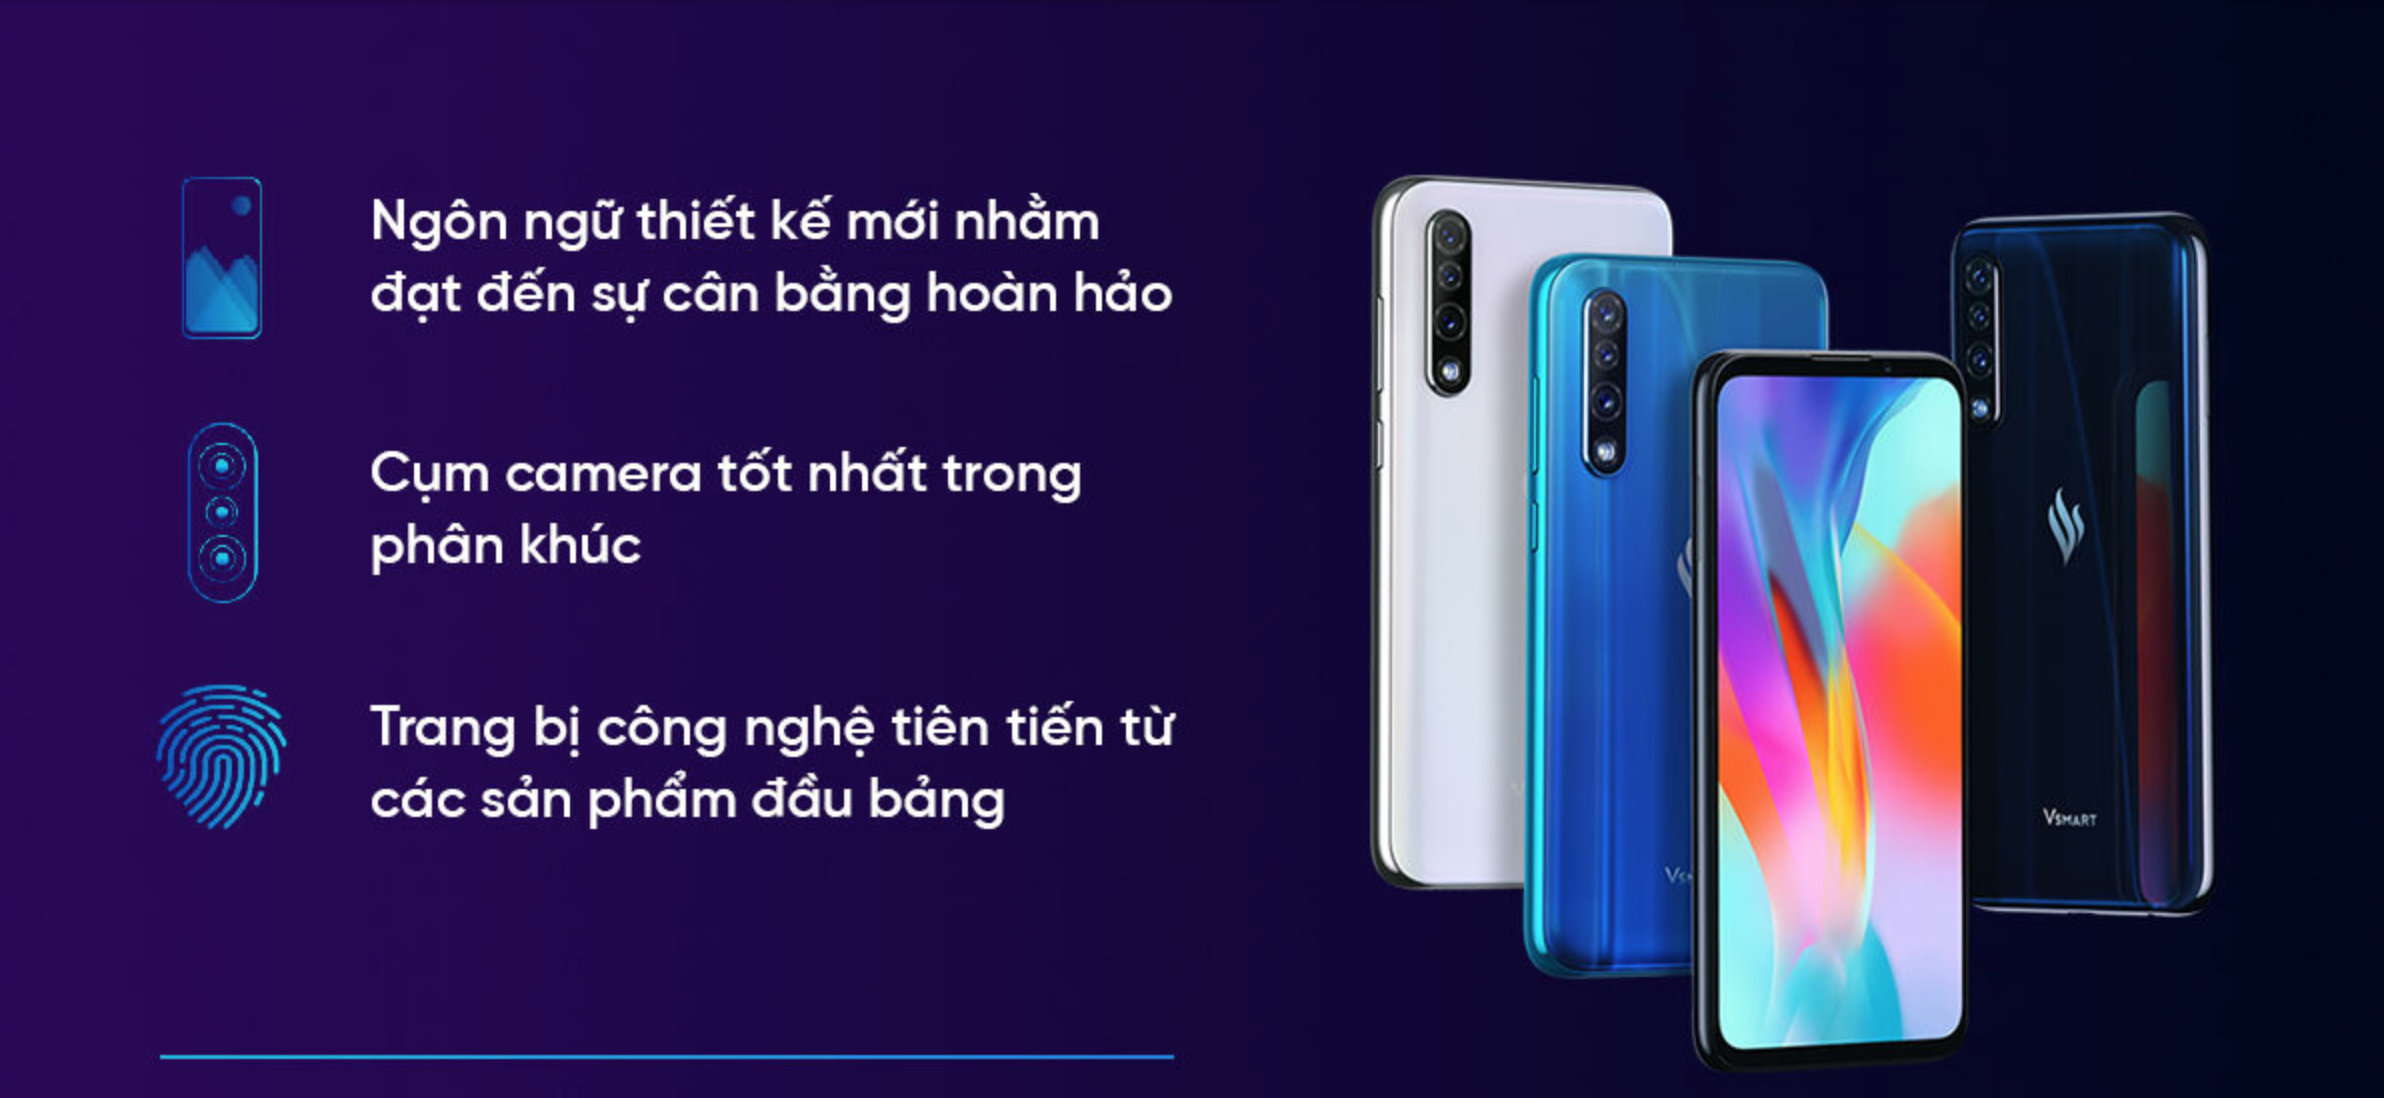 Ngôn ngữ thiết kế mới nhằm
đạt đến sự cân bằng hoàn hảo
Cụm camera tốt nhất trong
phân khúc
Trang bị công nghệ tiên tiến từ
các sản phẩm đầu bảng
VSMART